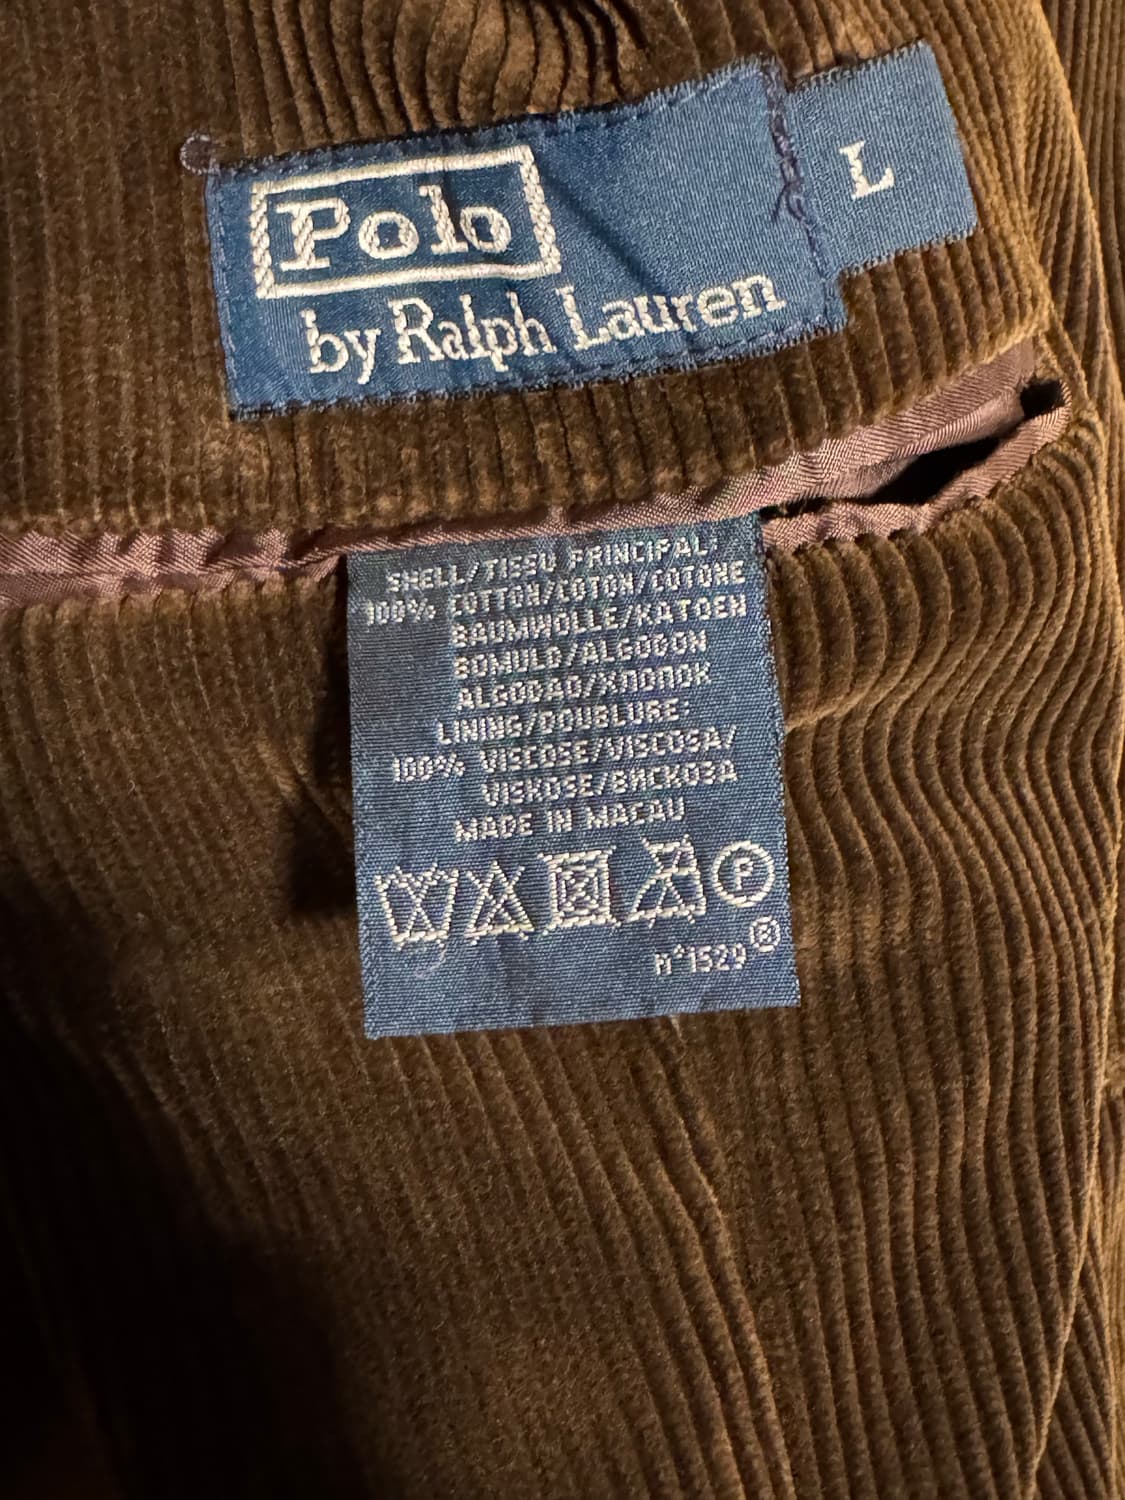 Polo
by Ralph Lauren
L
SHELL/TISSU PRINCIPAL:
100% COTTON/COTON/COTONE
BAUMWOLLE/KATOEN
BOMULD/ALGODON
ALGODAO/ХЛОПОК
LINING/DOUBLURE:
100% VISCOSE/VISCOSA/
VISKOSE/ВИСКОЗА
MADE IN MACAU
P
n°1529 ®